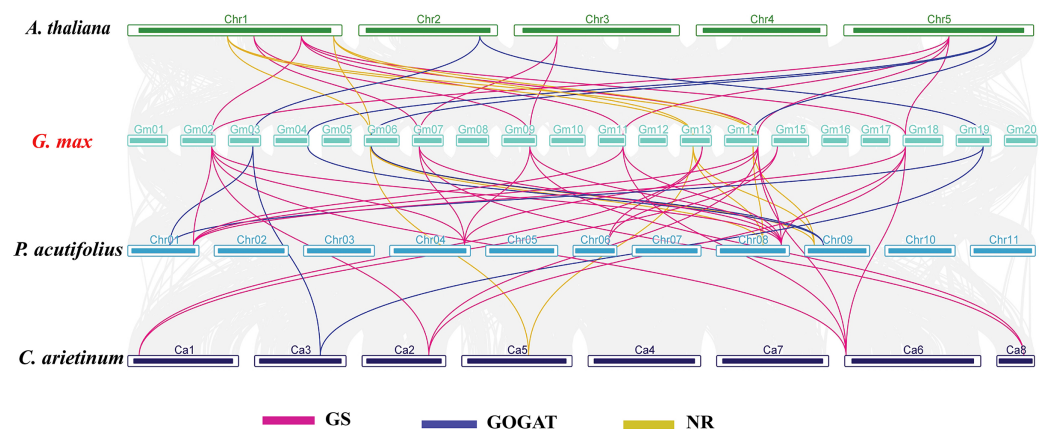 Chr1 Chr2 Chr3 Chr4 Chr5
A. thaliana
Gm01 Gm02 Gm03 Gm04 Gm05 Gm06 Gm07 Gm08 Gm09 Gm10 Gm11 Gm12 Gm13 Gm14 Gm15 Gm16 Gm17 Gm18 Gm19 Gm20
G. max
Chr01 Chr02 Chr03 Chr04 Chr05 Chr06 Chr07 Chr08 Chr09 Chr10 Chr11
P. acutifolius
Ca1 Ca3 Ca2 Ca5 Ca4 Ca7 Ca6 Ca8
C. arietinum
GS GOGAT NR